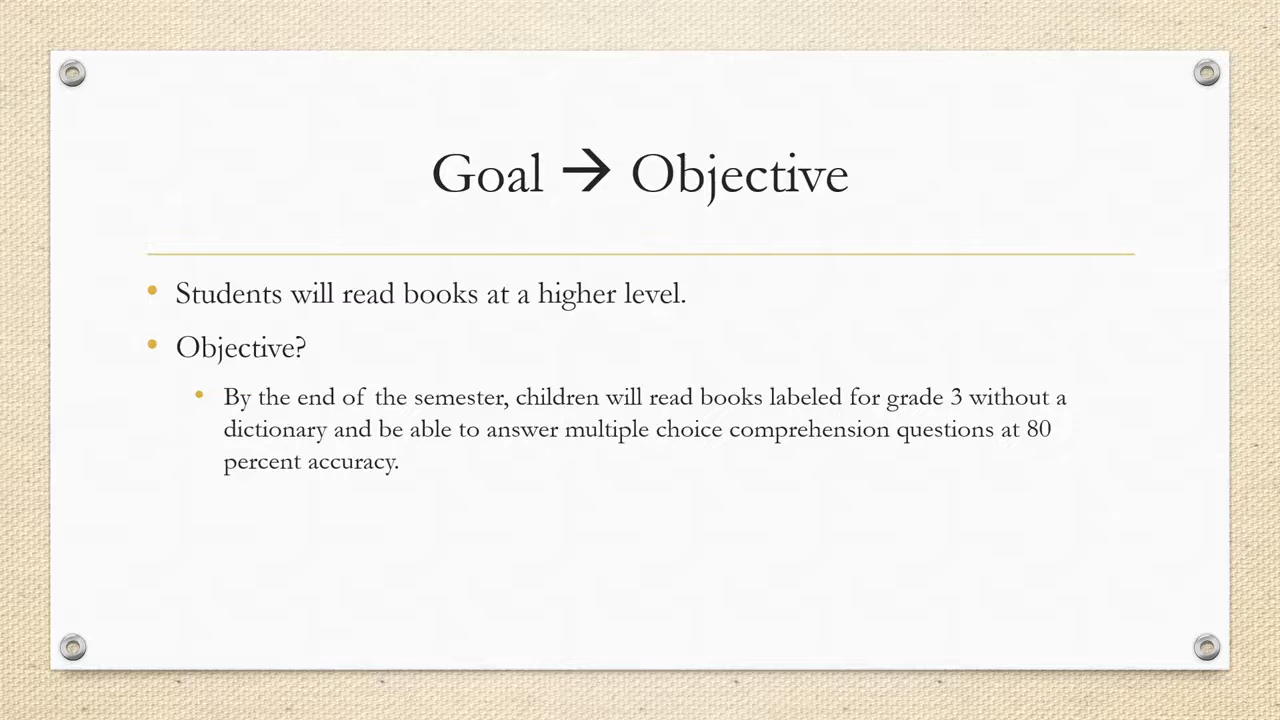 Goal → Objective
• Students will read books at a higher level.
• Objective?
• By the end of the semester, children will read books labeled for grade 3 without a
dictionary and be able to answer multiple choice comprehension questions at 80
percent accuracy.